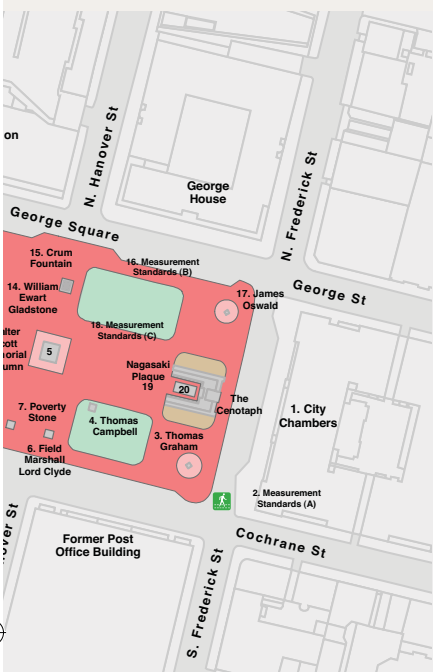 on
N. Hanover St
George
House
N. Frederick St
George Square
15. Crum
Fountain
16. Measurement
Standards (B)
14. William
Ewart
Gladstone
17. James
Oswald
George St
18. Measurement
Standards (C)
alter
cott
orial
umn
5
Nagasaki
Plaque
19
20
The
Cenotaph
7. Poverty
Stone
4. Thomas
Campbell
1. City
Chambers
3. Thomas
Graham
6. Field
Marshall
Lord Clyde
2. Measurement
Standards (A)
over St
Former Post
Office Building
Cochrane St
S. Frederick St